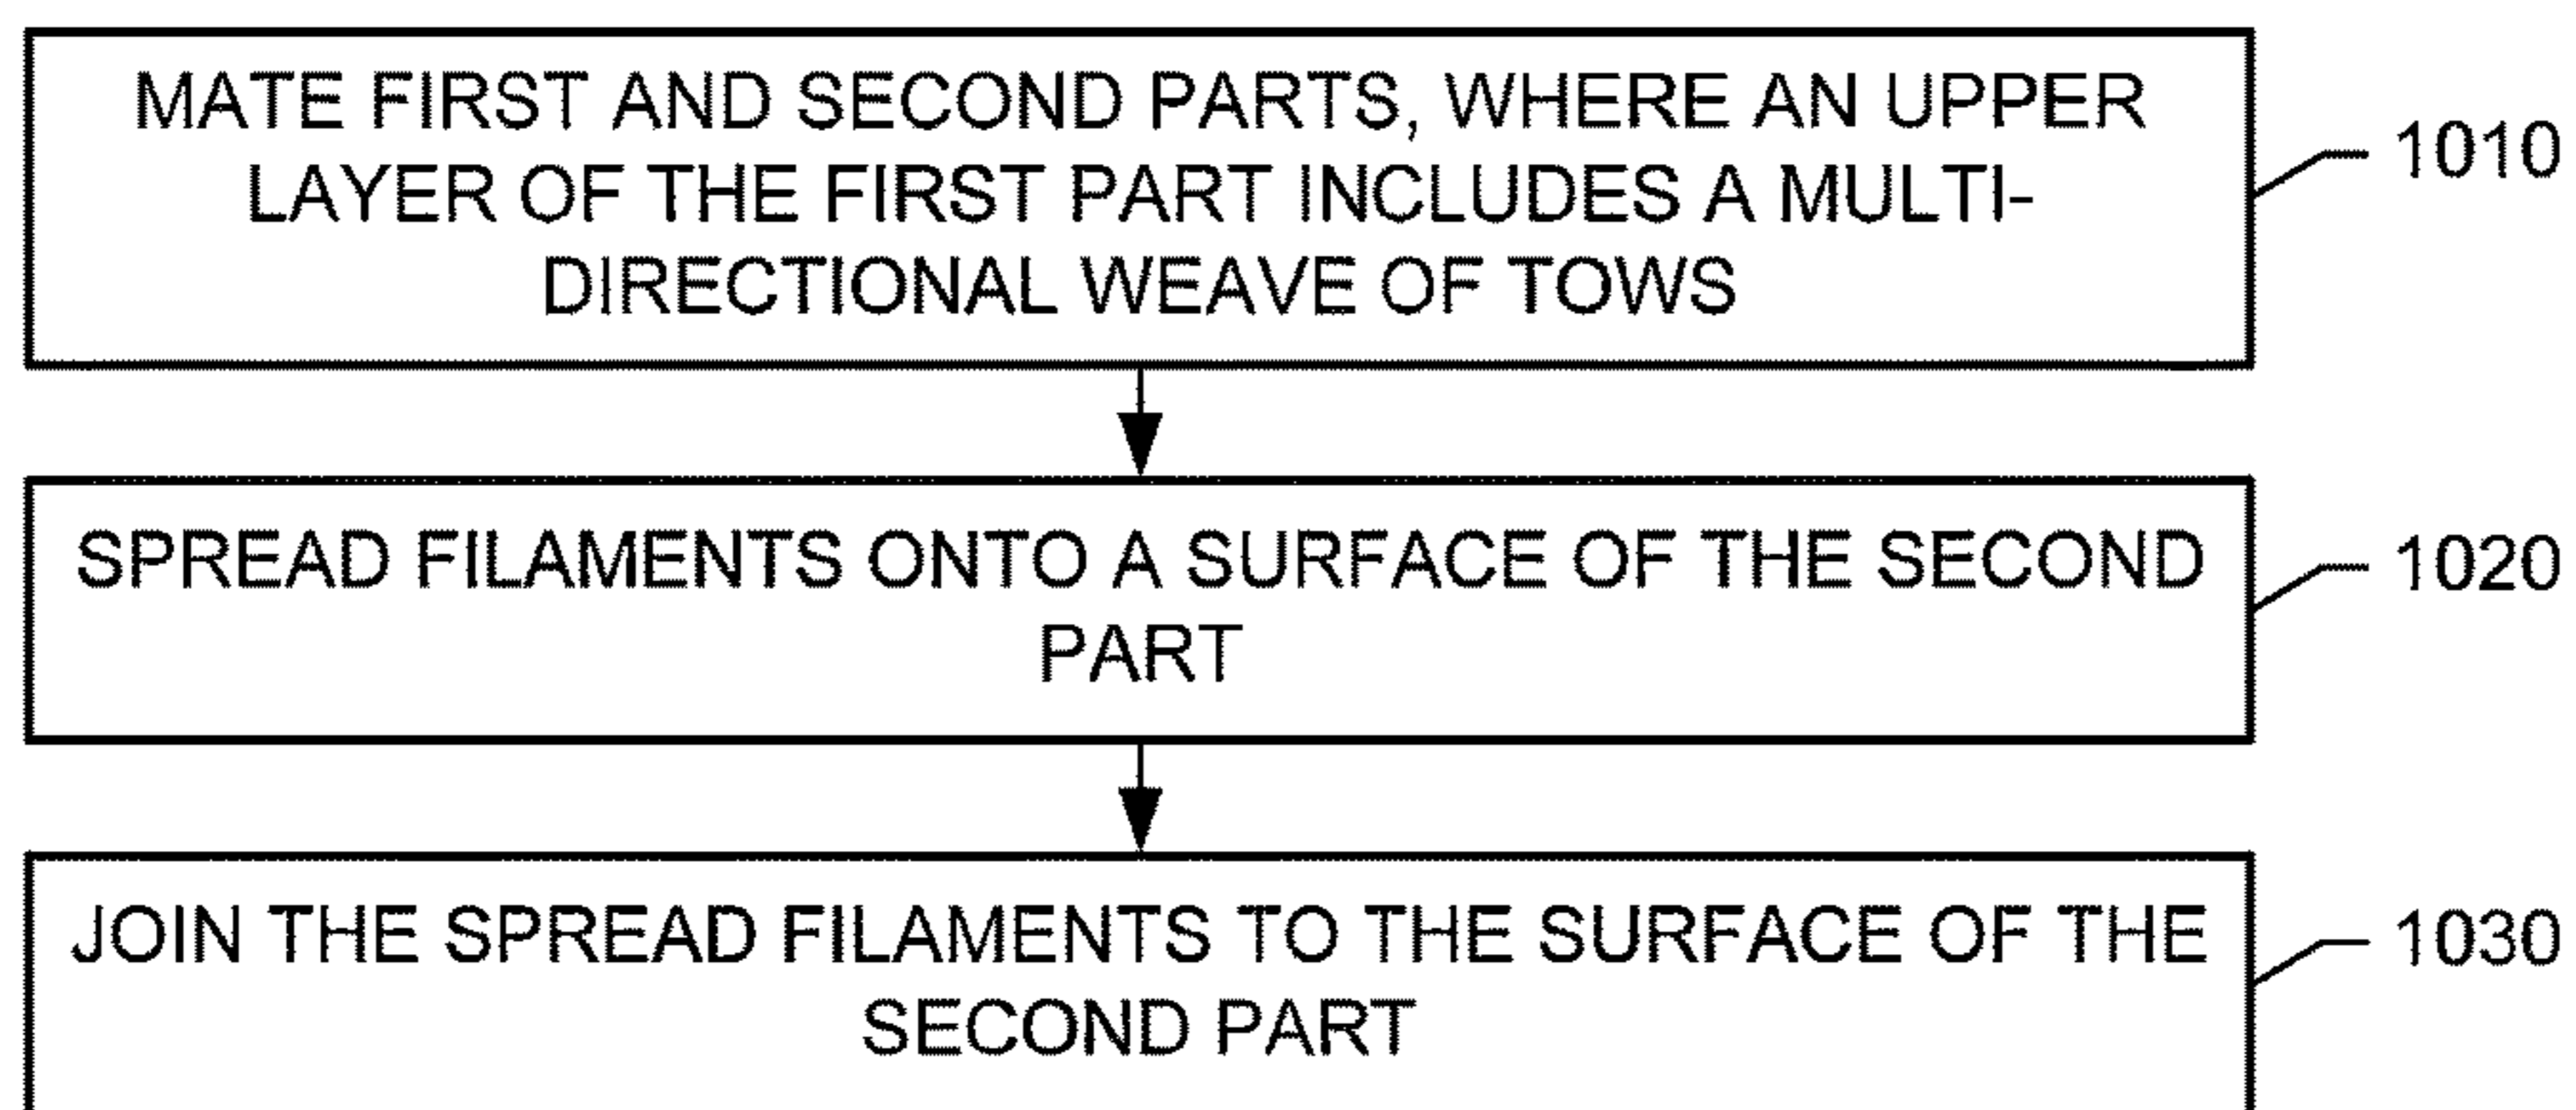 MATE FIRST AND SECOND PARTS, WHERE AN UPPER
LAYER OF THE FIRST PART INCLUDES A MULTI-
DIRECTIONAL WEAVE OF TOWS
1010
SPREAD FILAMENTS ONTO A SURFACE OF THE SECOND
PART
1020
JOIN THE SPREAD FILAMENTS TO THE SURFACE OF THE
SECOND PART
1030